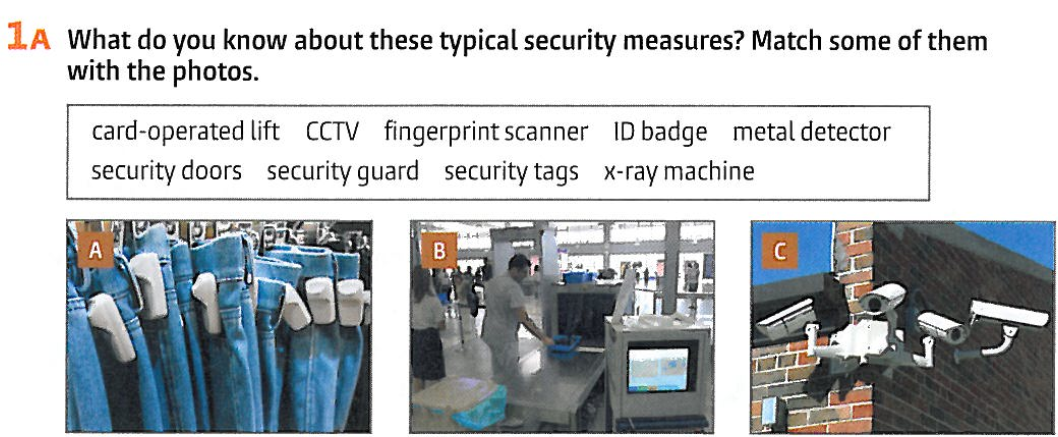 1A What do you know about these typical security measures? Match some of them
with the photos.
card-operated lift CCTV fingerprint scanner ID badge metal detector
security doors security guard security tags x-ray machine
A B C